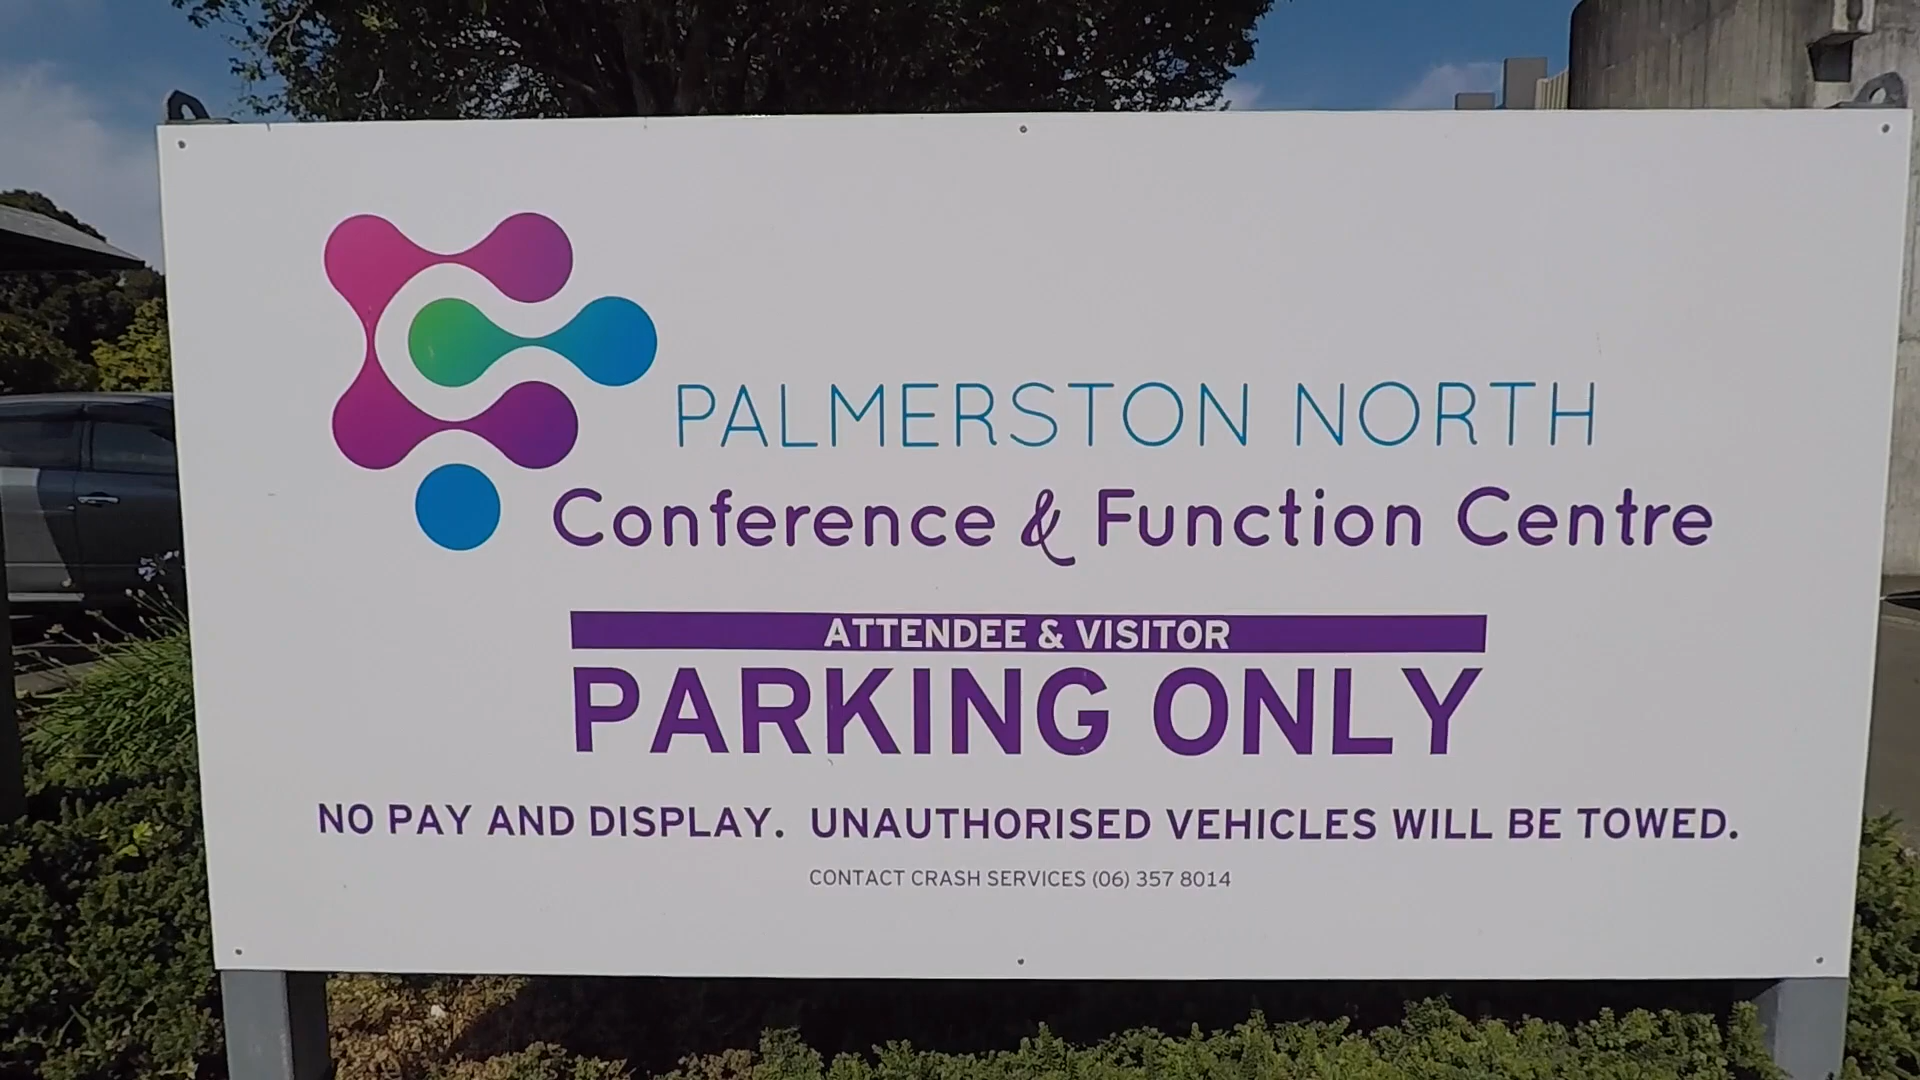 PALMERSTON NORTH
Conference & Function Centre
ATTENDEE & VISITOR
PARKING ONLY
NO PAY AND DISPLAY. UNAUTHORISED VEHICLES WILL BE TOWED.
CONTACT CRASH SERVICES (06) 357 8014